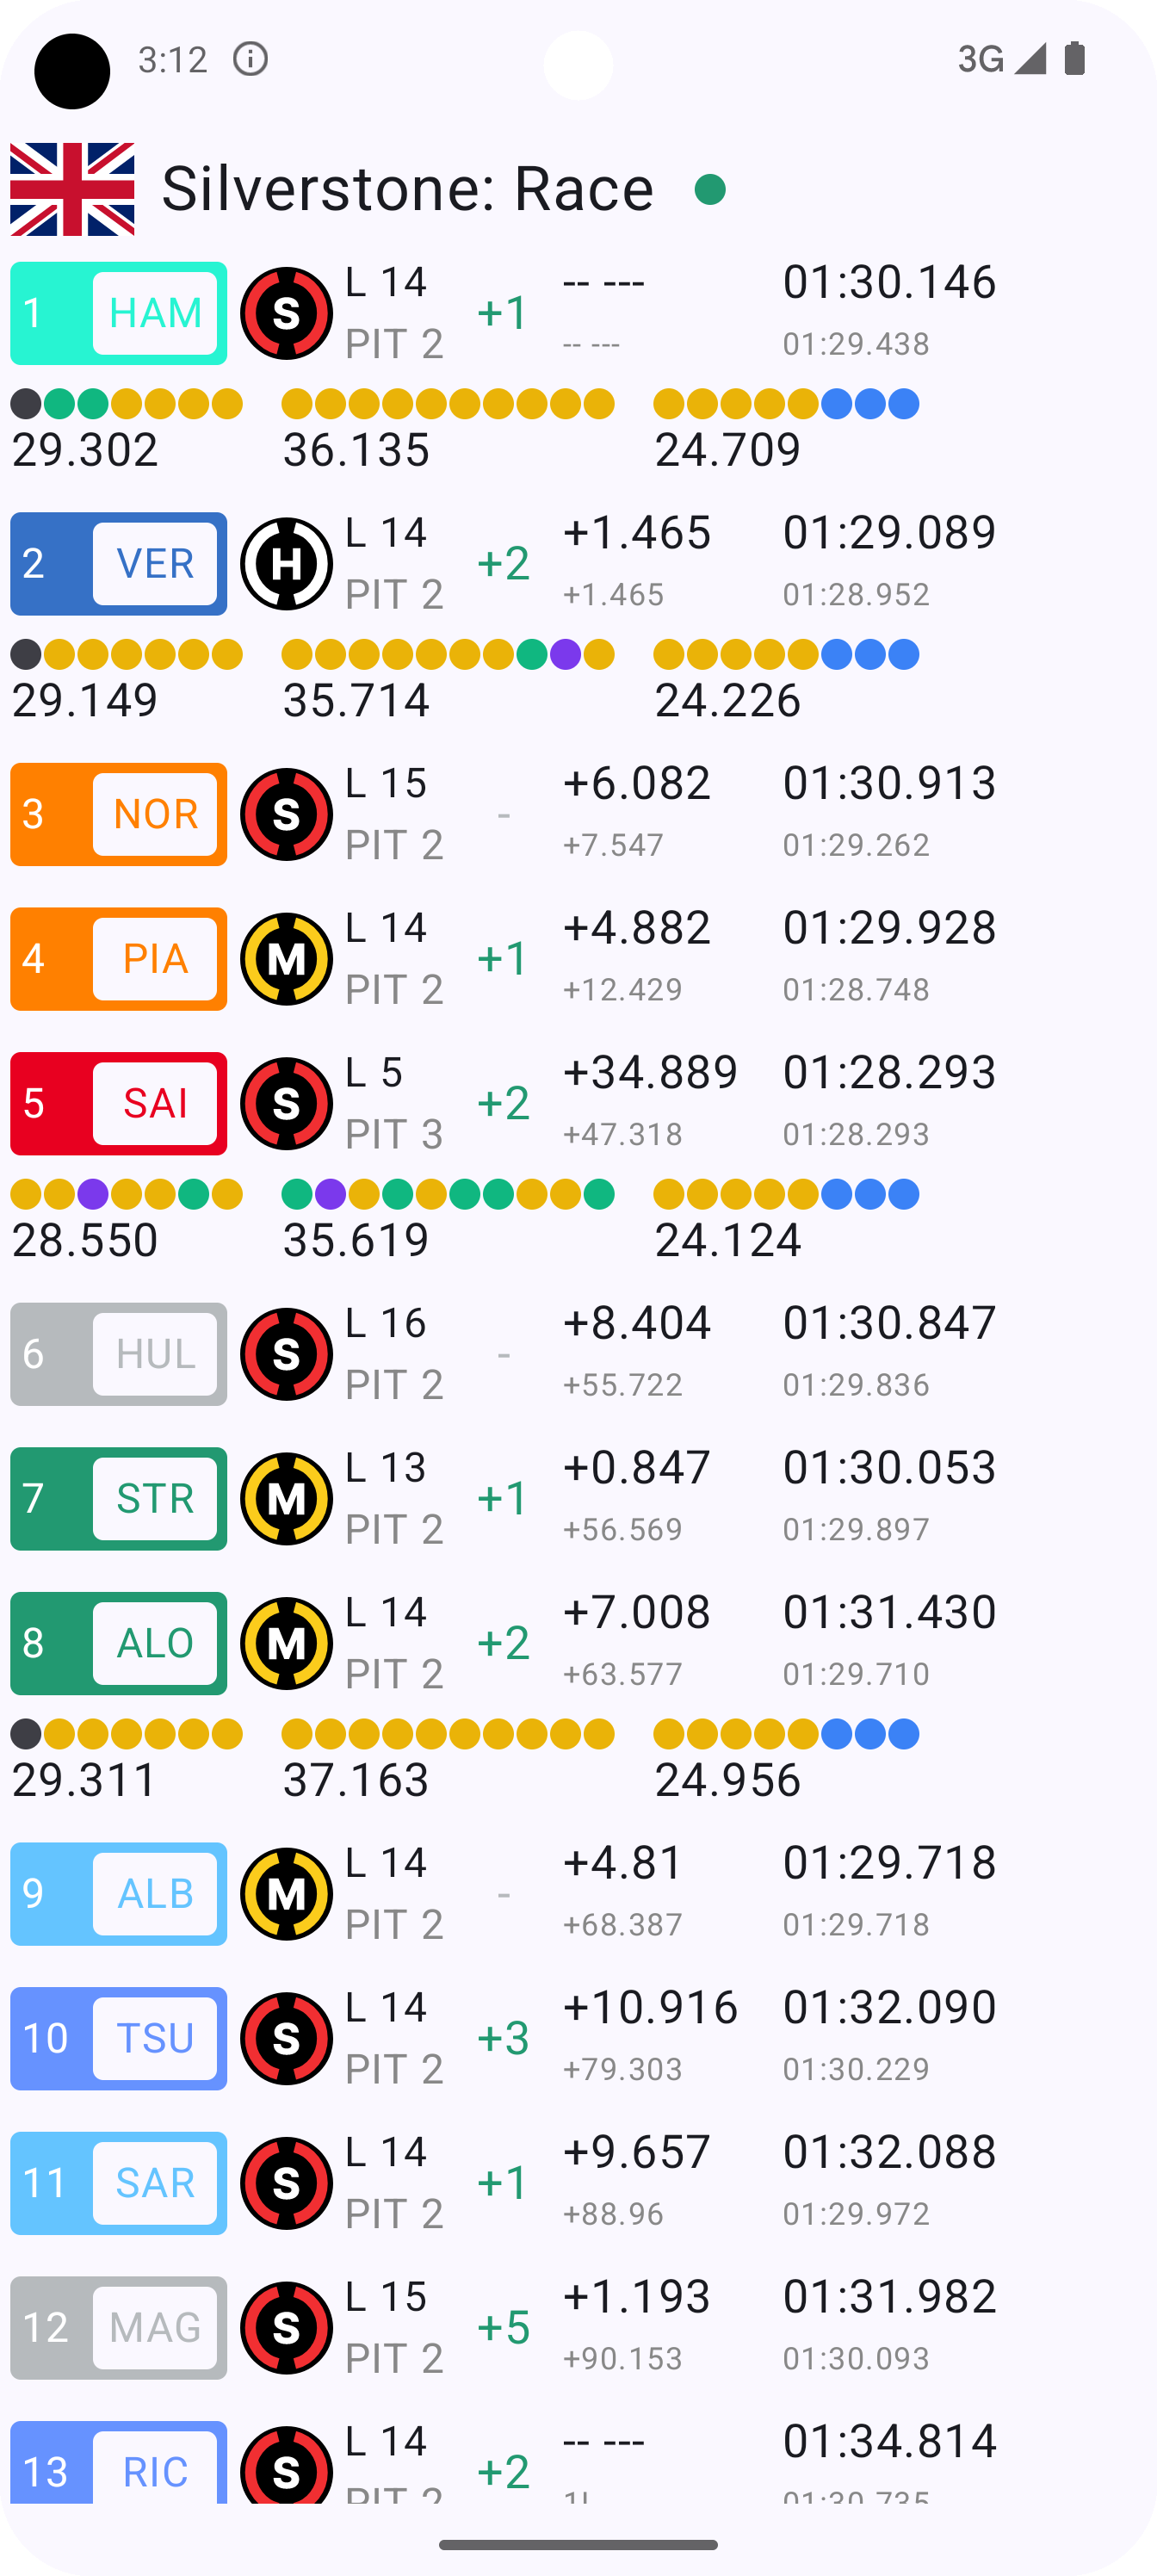 3:12 3G
Silverstone: Race
1 HAM S L 14 +1 -- --- 01:30.146
PIT 2 -- --- 01:29.438
29.302 36.135 24.709
2 VER H L 14 +2 +1.465 01:29.089
PIT 2 +1.465 01:28.952
29.149 35.714 24.226
3 NOR S L 15 - +6.082 01:30.913
PIT 2 +7.547 01:29.262
4 PIA M L 14 +1 +4.882 01:29.928
PIT 2 +12.429 01:28.748
5 SAI S L 5 +2 +34.889 01:28.293
PIT 3 +47.318 01:28.293
28.550 35.619 24.124
6 HUL S L 16 - +8.404 01:30.847
PIT 2 +55.722 01:29.836
7 STR M L 13 +1 +0.847 01:30.053
PIT 2 +56.569 01:29.897
8 ALO M L 14 +2 +7.008 01:31.430
PIT 2 +63.577 01:29.710
29.311 37.163 24.956
9 ALB M L 14 - +4.81 01:29.718
PIT 2 +68.387 01:29.718
10 TSU S L 14 +3 +10.916 01:32.090
PIT 2 +79.303 01:30.229
11 SAR S L 14 +1 +9.657 01:32.088
PIT 2 +88.96 01:29.972
12 MAG S L 15 +5 +1.193 01:31.982
PIT 2 +90.153 01:30.093
13 RIC S L 14 +2 -- --- 01:34.814
PIT 2 01:30.735